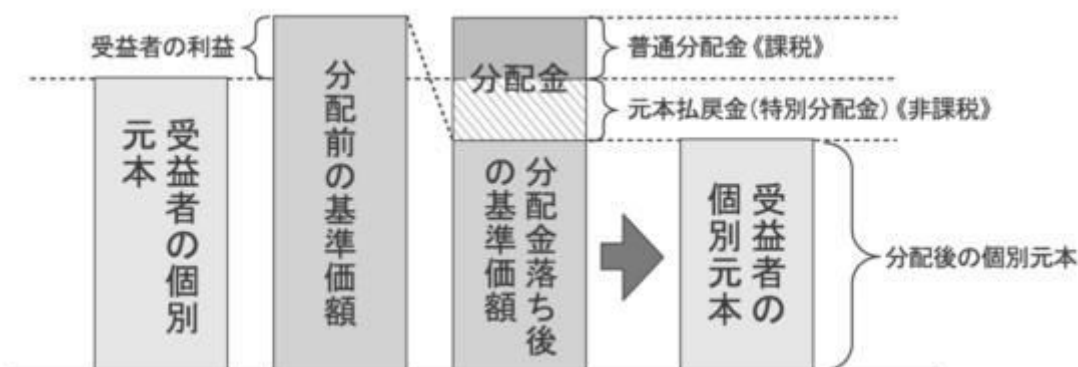 受益者の利益
受益者の個別
元本
分配前の基準価額
分配金
分配金落ち後
の基準価額
普通分配金《課税》
元本払戻金(特別分配金)《非課税》
受益者の
個別元本
分配後の個別元本